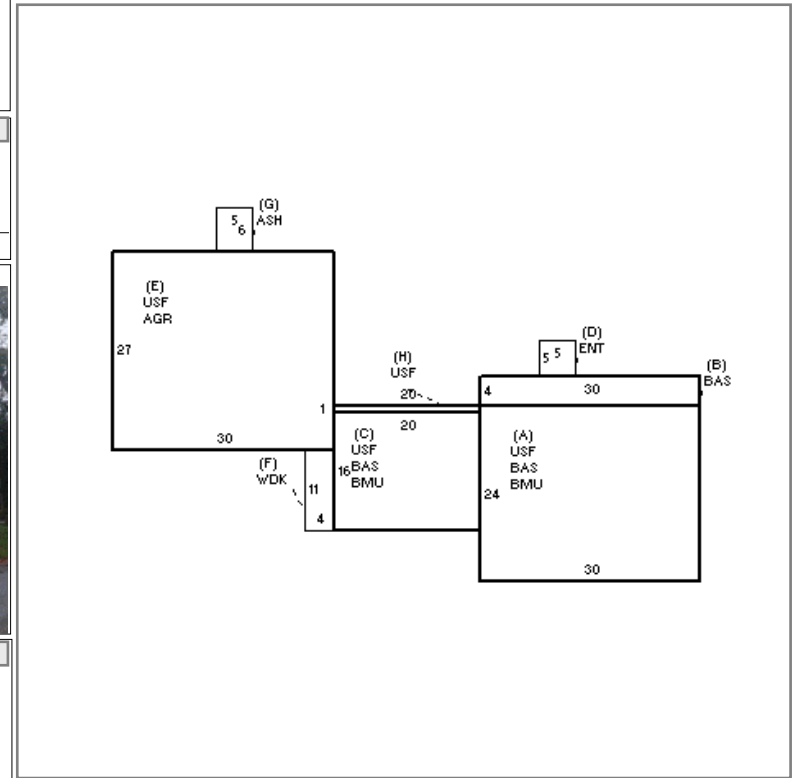 (G)
5 ASH
6
(E)
USF
AGR
27
(D)
5 5 ENT
(H)
USF
(B)
BAS
20
4
30
1
20
30
(C)
USF
16 BAS
BMU
(A)
USF
BAS
BMU
(F)
WDK
11
24
4
30